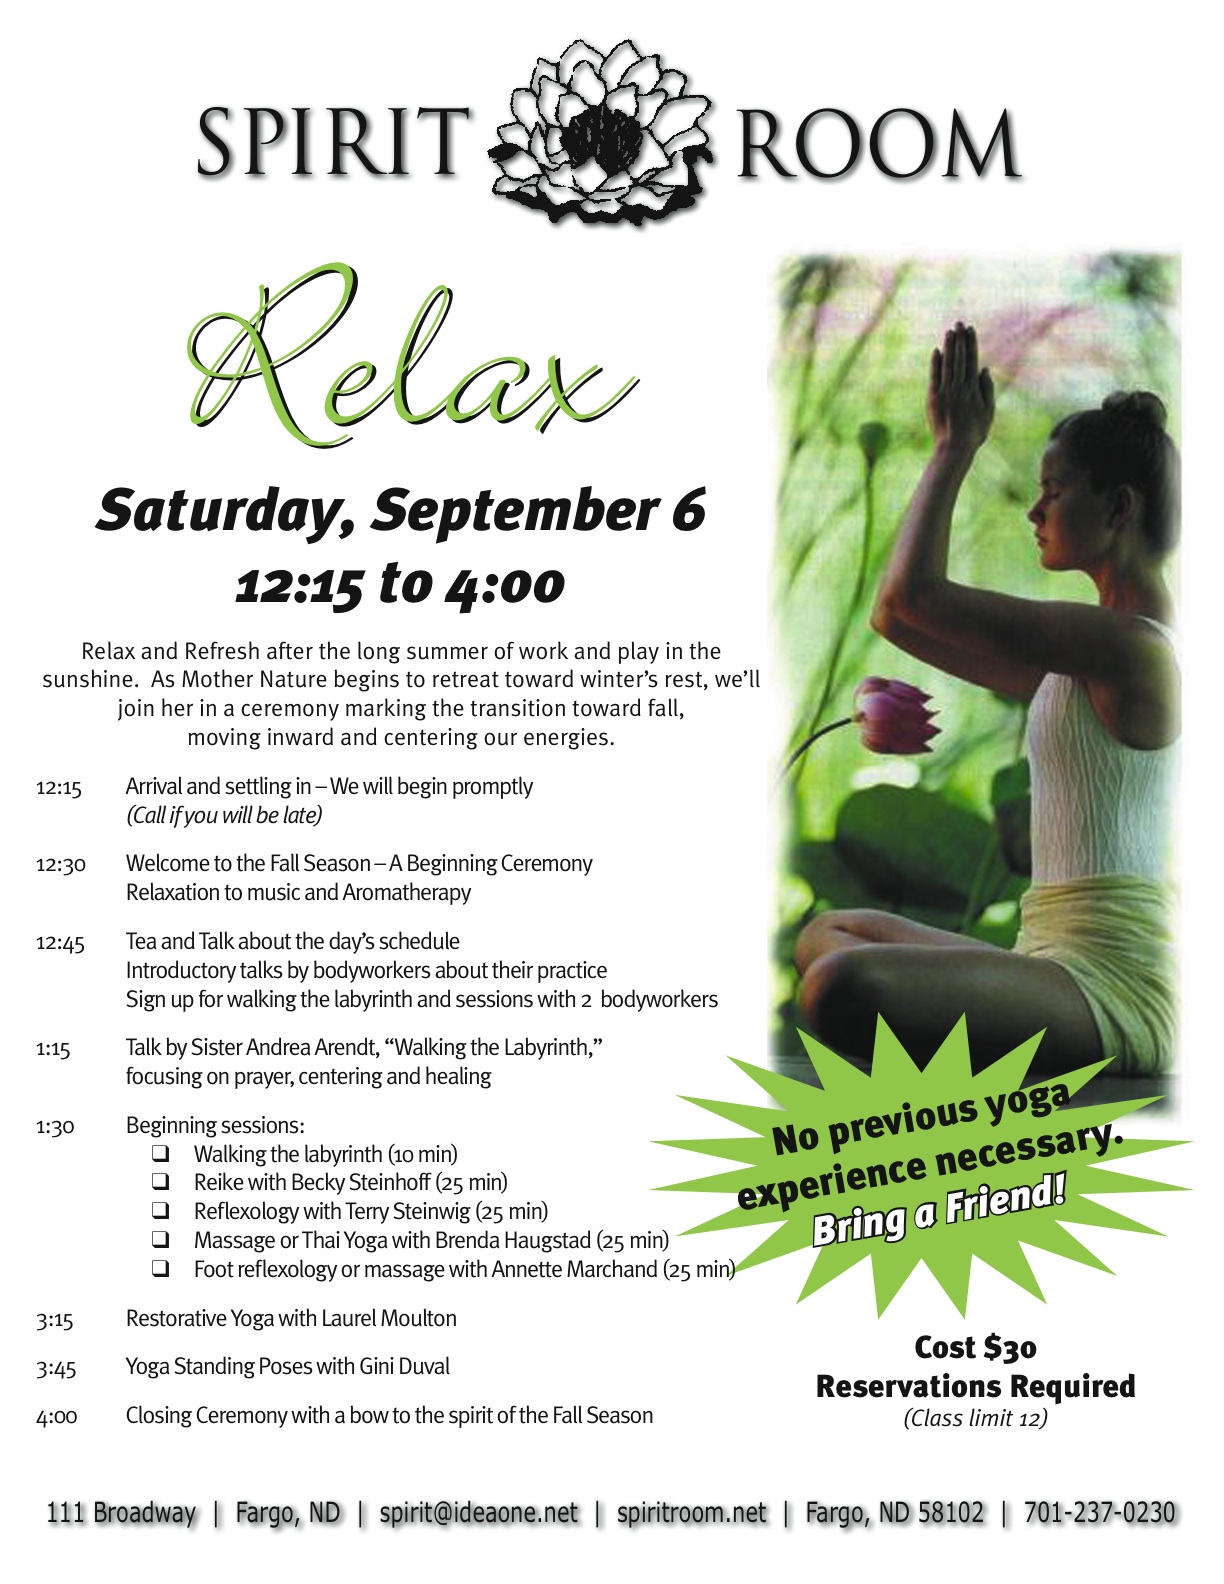 SPIRIT ROOM
Relax
Saturday, September 6
12:15 to 4:00
Relax and Refresh after the long summer of work and play in the
sunshine.  As Mother Nature begins to retreat toward winter's rest, we'll
join her in a ceremony marking the transition toward fall,
moving inward and centering our energies.
12:15 Arrival and settling in – We will begin promptly
(Call if you will be late)
12:30 Welcome to the Fall Season – A Beginning Ceremony
Relaxation to music and Aromatherapy
12:45 Tea and Talk about the day's schedule
Introductory talks by bodyworkers about their practice
Sign up for walking the labyrinth and sessions with 2  bodyworkers
1:15 Talk by Sister Andrea Arendt, “Walking the Labyrinth,”
focusing on prayer, centering and healing
1:30 Beginning sessions:
❑ Walking the labyrinth (10 min)
❑ Reike with Becky Steinhoff (25 min)
❑ Reflexology with Terry Steinwig (25 min)
❑ Massage or Thai Yoga with Brenda Haugstad (25 min)
❑ Foot reflexology or massage with Annette Marchand (25 min)
3:15 Restorative Yoga with Laurel Moulton
3:45 Yoga Standing Poses with Gini Duval
4:00 Closing Ceremony with a bow to the spirit of the Fall Season
No previous yoga
experience necessary.
Bring a Friend!
Cost $30
Reservations Required
(Class limit 12)
111 Broadway | Fargo, ND | spirit@ideaone.net | spiritroom.net | Fargo, ND 58102 | 701-237-0230